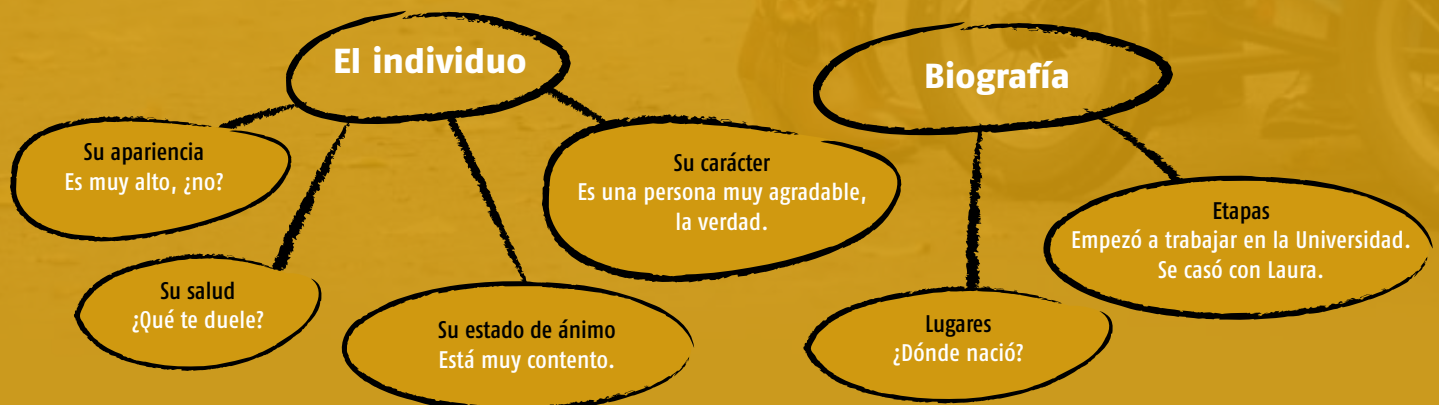 El individuo
Su apariencia
Es muy alto, ¿no?
Su salud
¿Qué te duele?
Su estado de ánimo
Está muy contento.
Su carácter
Es una persona muy agradable,
la verdad.
Biografía
Lugares
¿Dónde nació?
Etapas
Empezó a trabajar en la Universidad.
Se casó con Laura.